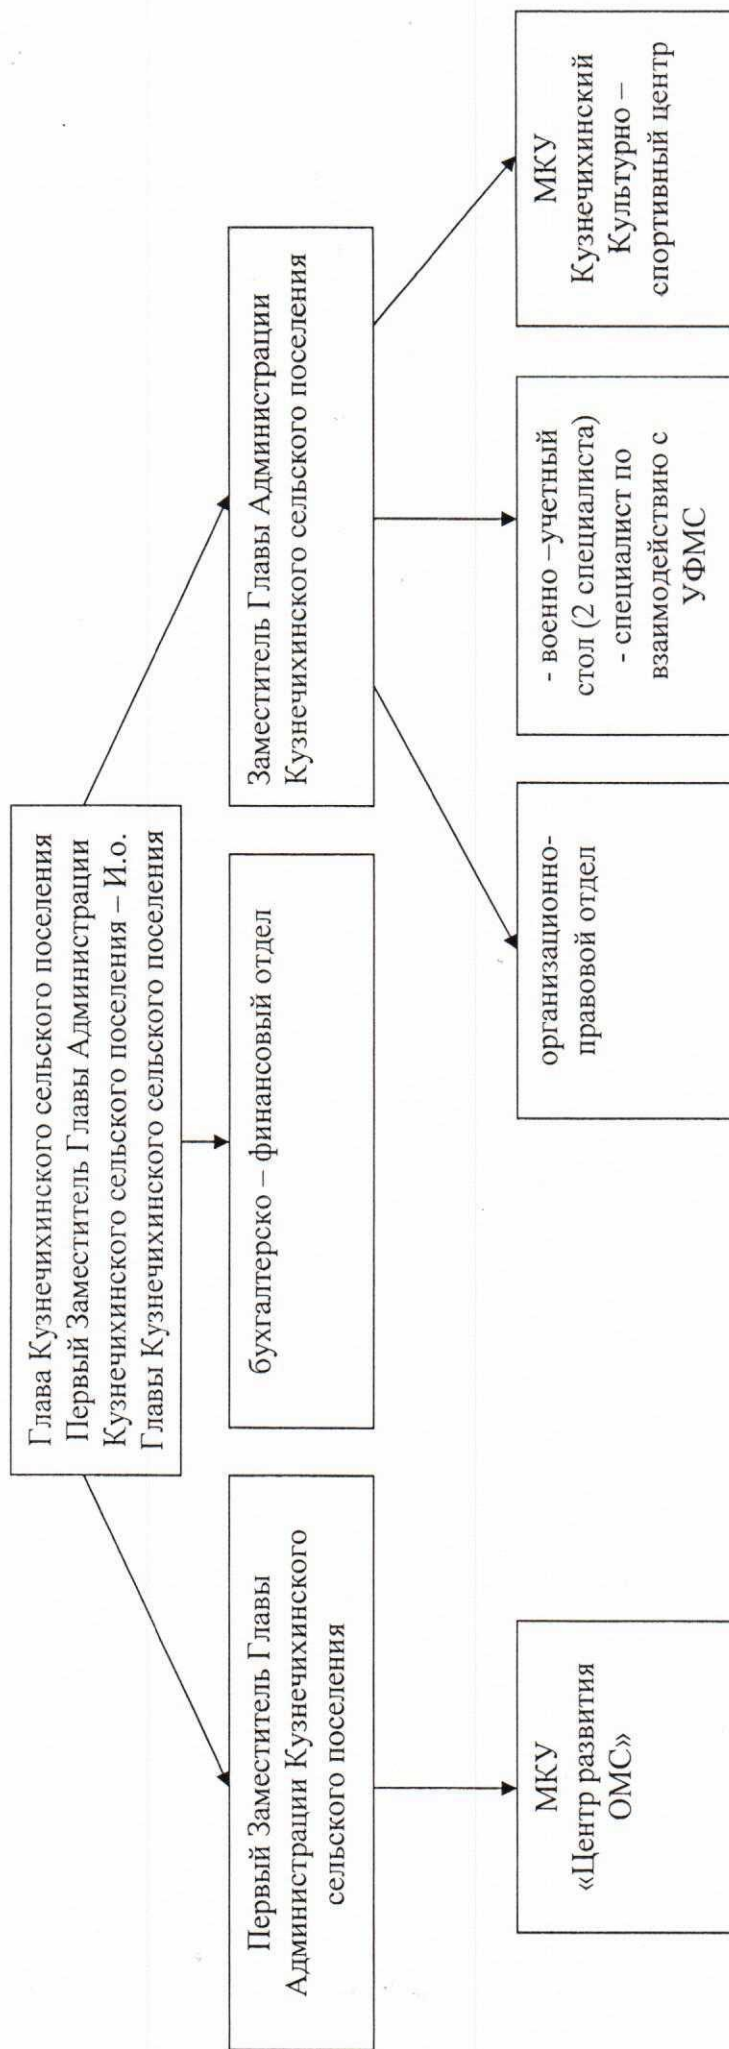 Глава Кузнечихинского сельского поселения
Первый Заместитель Главы Администрации
Кузнечихинского сельского поселения – И.о.
Главы Кузнечихинского сельского поселения
Первый Заместитель Главы
Администрации Кузнечихинского
сельского поселения
бухгалтерско – финансовый отдел
Заместитель Главы Администрации
Кузнечихинского сельского поселения
МКУ
«Центр развития
ОМС»
организационно-
правовой отдел
- военно –учетный
стол (2 специалиста)
- специалист по
взаимодействию с
УФМС
МКУ
Кузнечихинский
Культурно –
спортивный центр